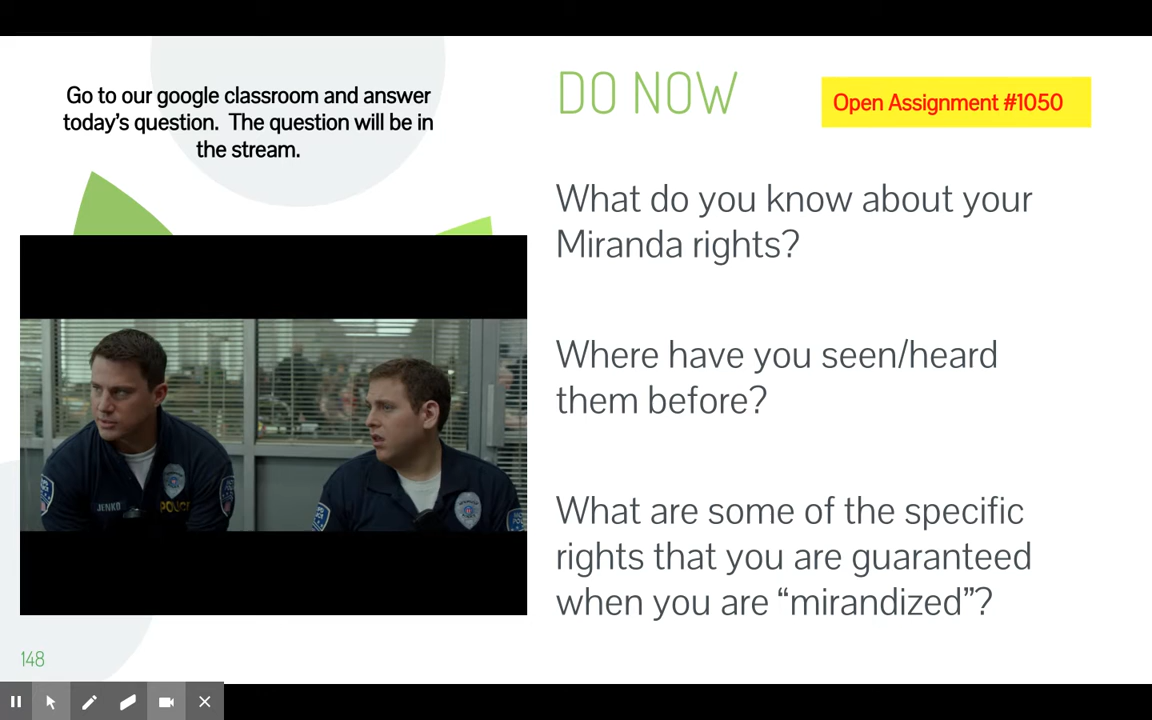 Go to our google classroom and answer
today's question.  The question will be in
the stream.
DO NOW
Open Assignment #1050
What do you know about your
Miranda rights?
Where have you seen/heard
them before?
What are some of the specific
rights that you are guaranteed
when you are “mirandized”?
JENKO
POLICE
148